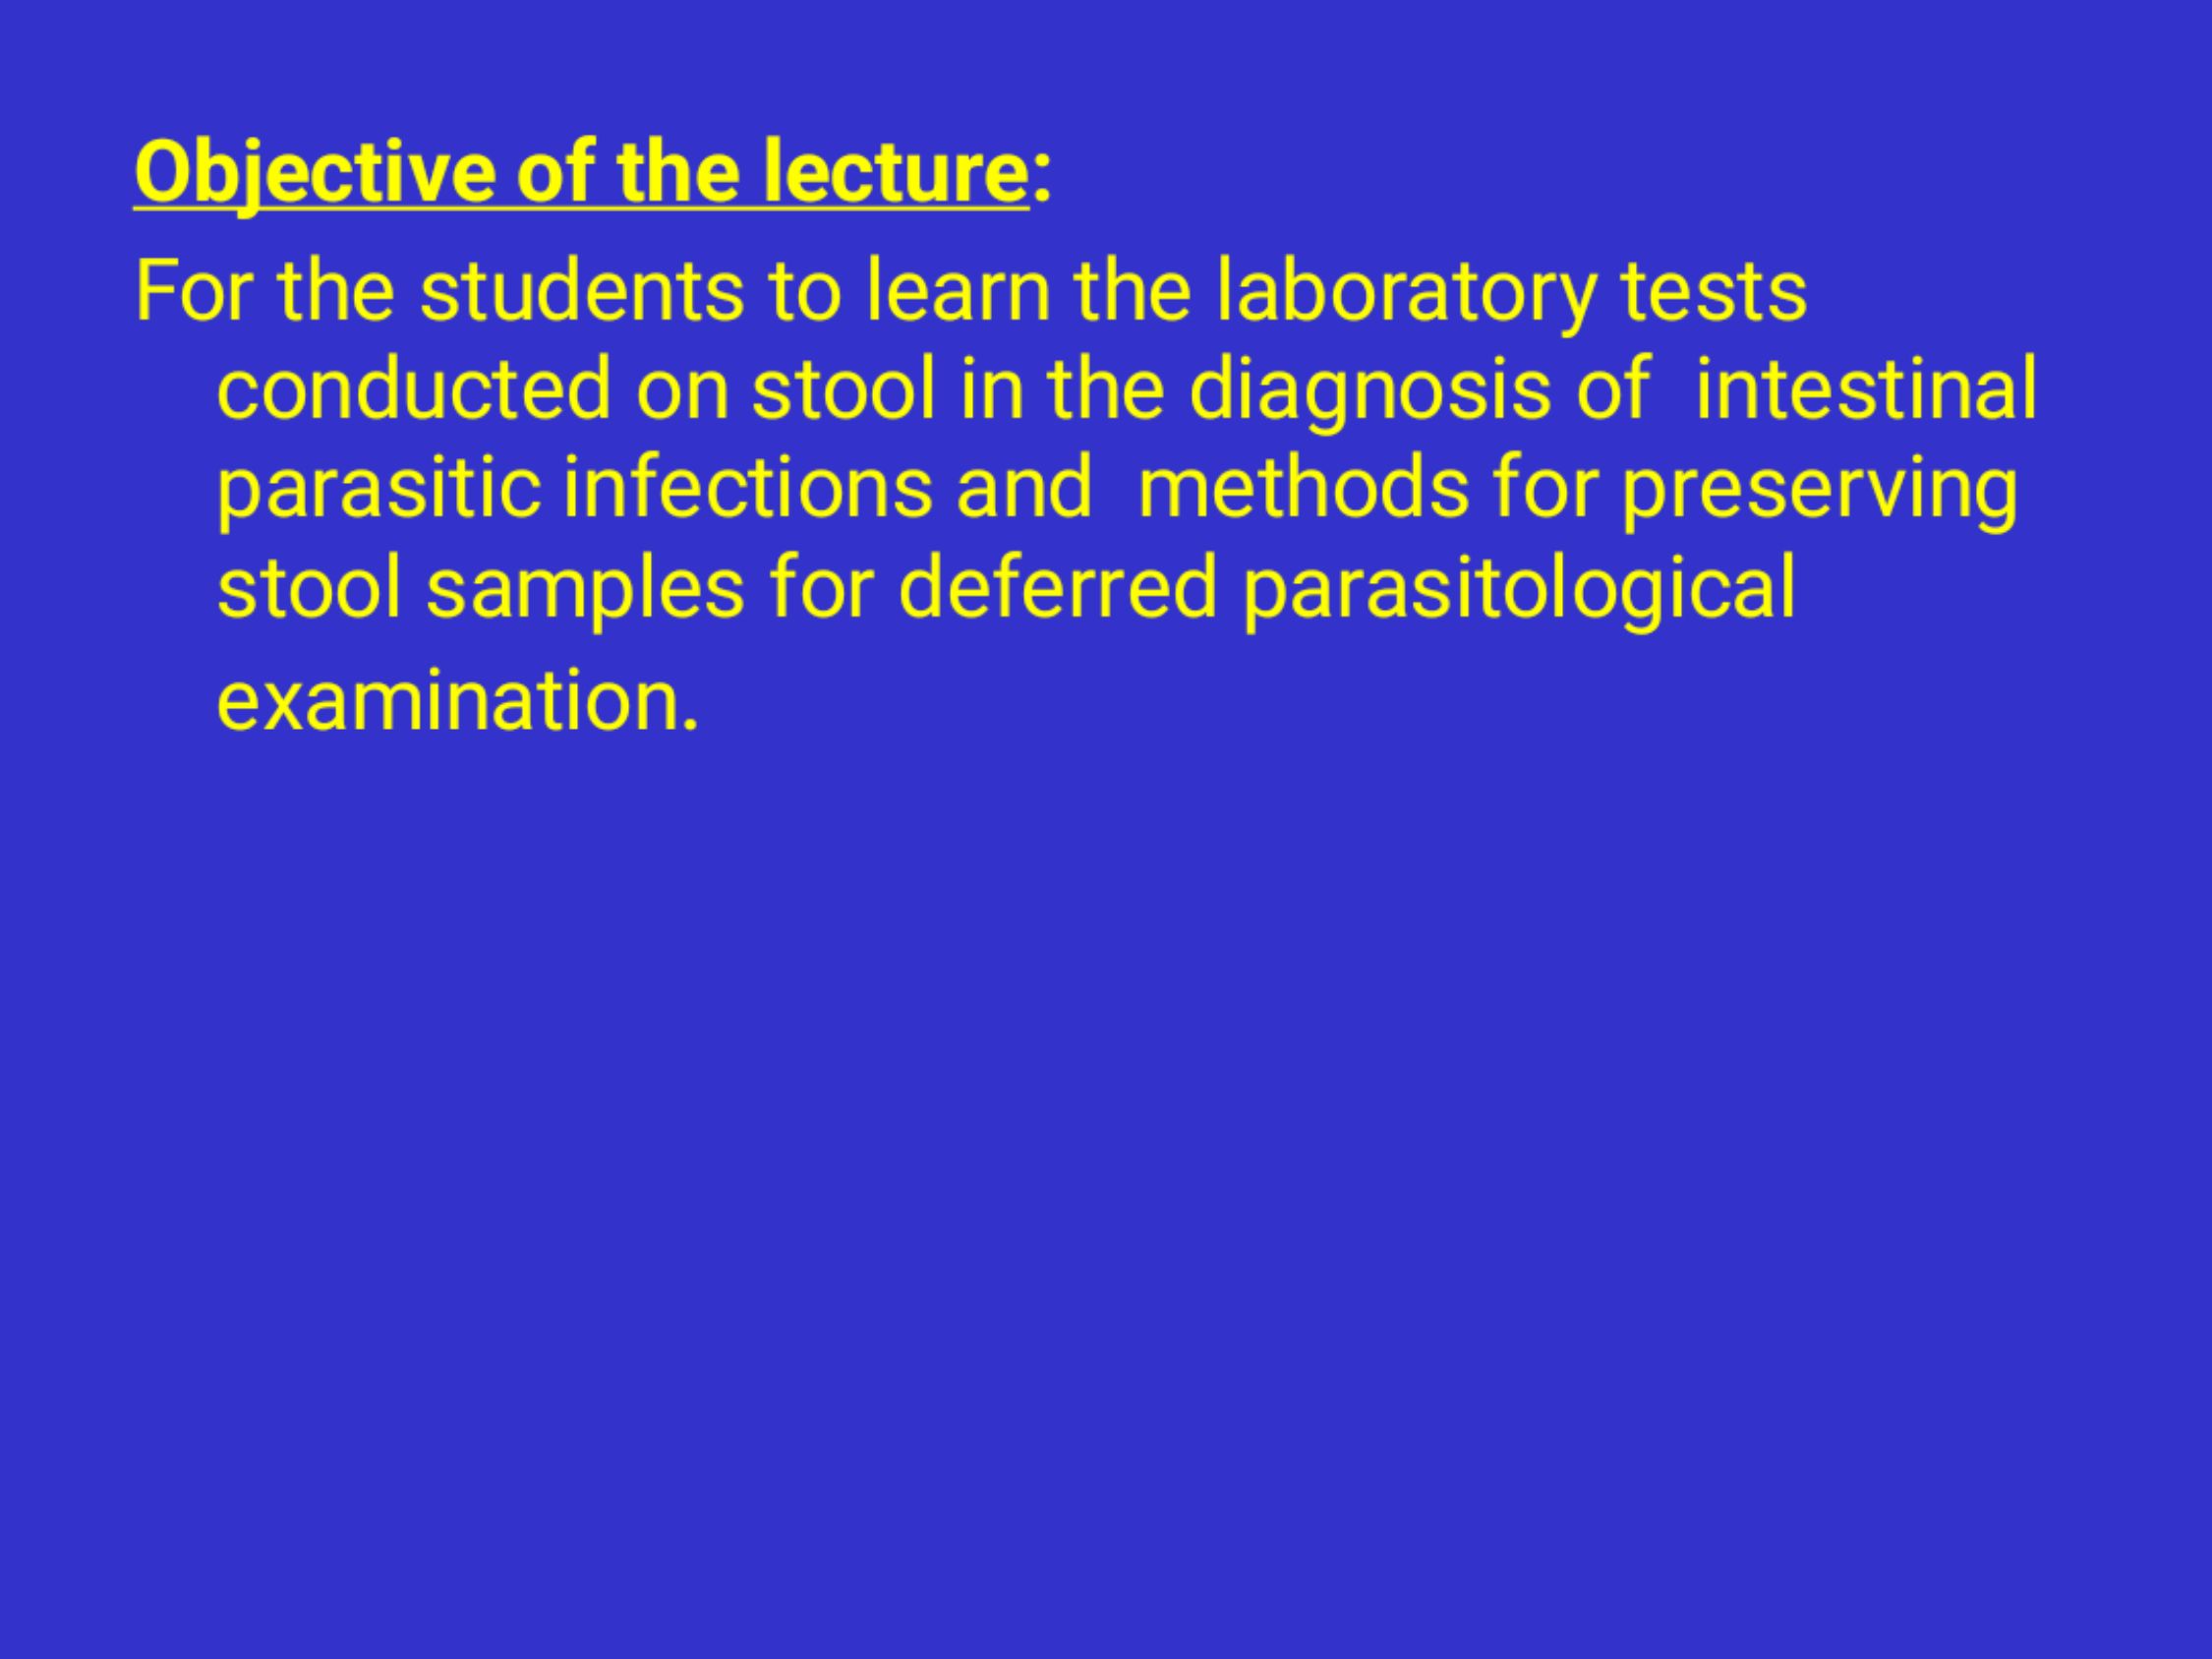 Objective of the lecture:
For the students to learn the laboratory tests
conducted on stool in the diagnosis of  intestinal
parasitic infections and  methods for preserving
stool samples for deferred parasitological
examination.